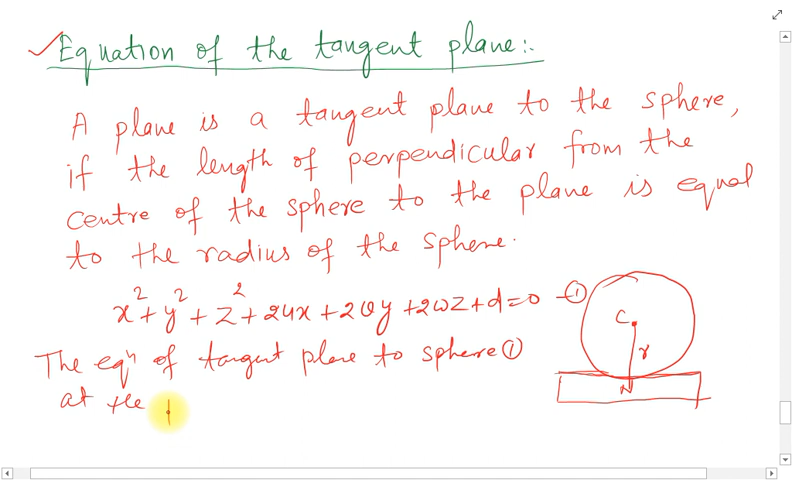 Equation of the tangent plane:-
A plane is a tangent plane to the sphere,
if the length of perpendicular from the
centre of the sphere to the plane is equal
to the radius of the sphere.
x² + y² + z² + 2ux + 2vy + 2wz + d = 0 — ①
C
The eqⁿ of tangent plane to sphere ①
r
at the
N